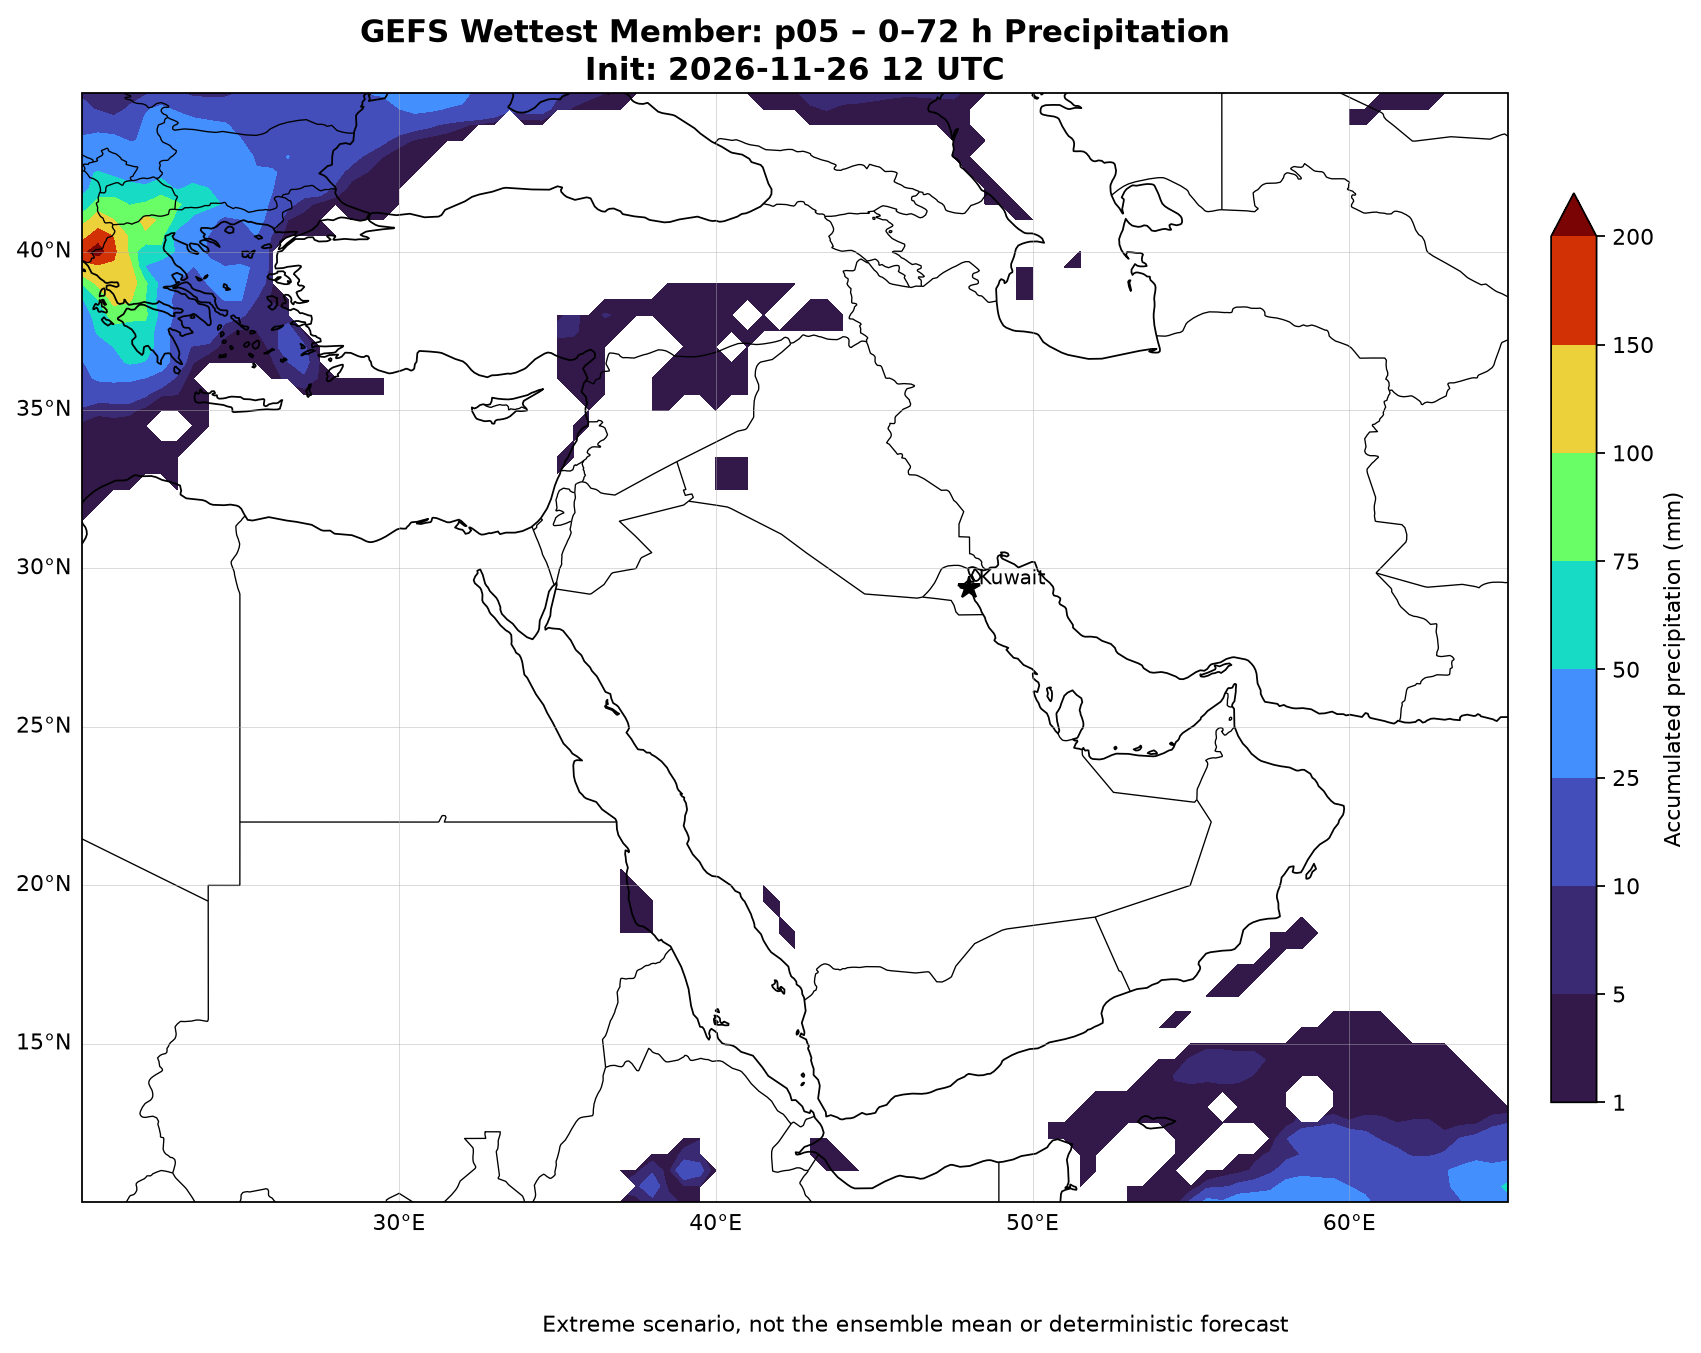 GEFS Wettest Member: p05 – 0–72 h Precipitation
Init: 2026-11-26 12 UTC
40°N
35°N
30°N
25°N
20°N
15°N
30°E
40°E
50°E
60°E
Kuwait
200
150
100
75
50
25
10
5
1
Accumulated precipitation (mm)
Extreme scenario, not the ensemble mean or deterministic forecast